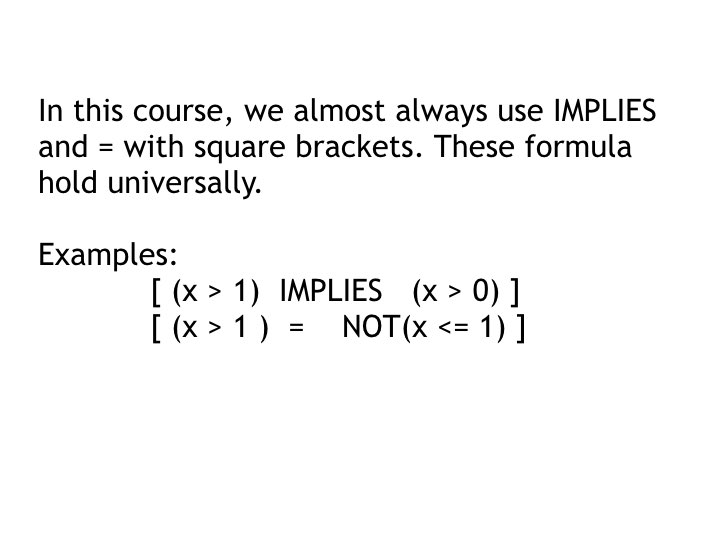 In this course, we almost always use IMPLIES
and = with square brackets. These formula
hold universally.
Examples:
[ (x > 1) IMPLIES (x > 0) ]
[ (x > 1 ) = NOT(x <= 1) ]